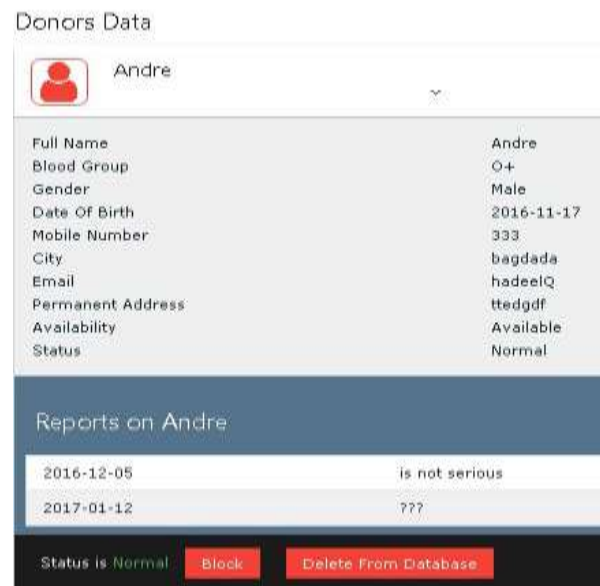 Donors Data
Andre
Full Name Andre
Blood Group O+
Gender Male
Date Of Birth 2016-11-17
Mobile Number 333
City bagdada
Email hadeelQ
Permanent Address ttedgdf
Availability Available
Status Normal
Reports on Andre
2016-12-05 is not serious
2017-01-12 ???
Status is Normal Block Delete From Database